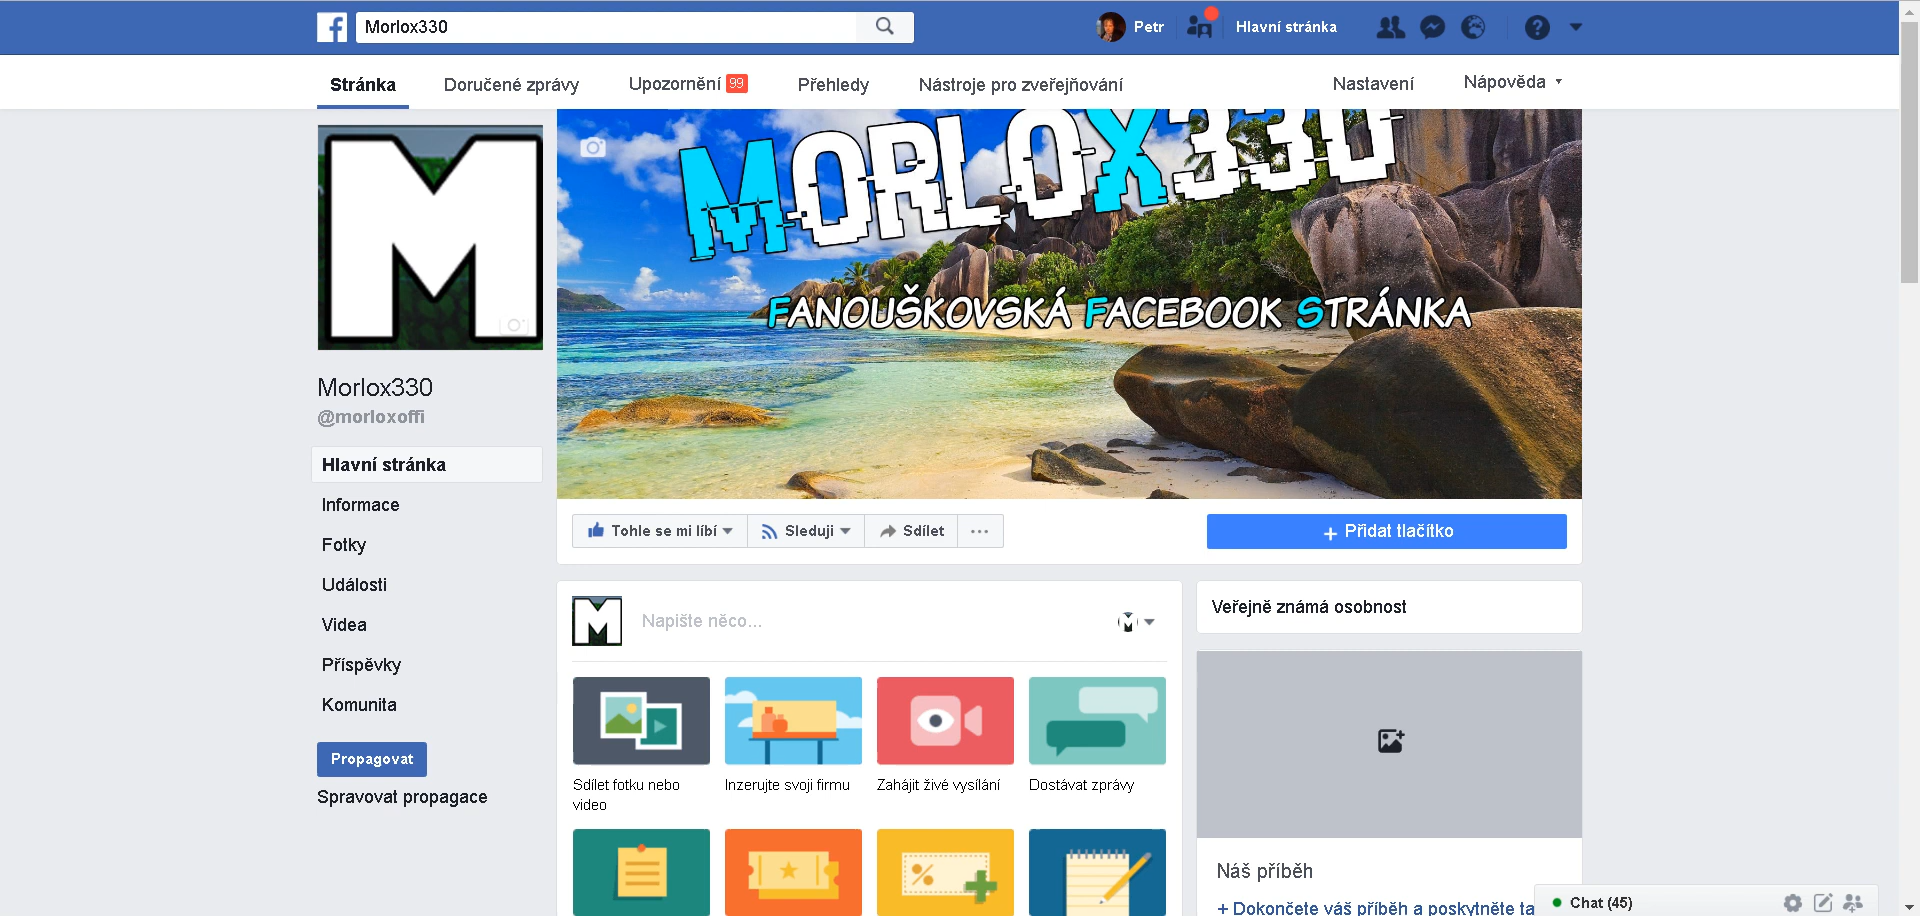 Morlox330
Petr
Hlavní stránka
Stránka
Doručené zprávy
Upozornění 99
Přehledy
Nástroje pro zveřejňování
Nastavení
Nápověda
M
MORLOX330
FANOUŠKOVSKÁ FACEBOOK STRÁNKA
Morlox330
@morloxoffi
Hlavní stránka
Informace
Fotky
Události
Videa
Příspěvky
Komunita
Propagovat
Spravovat propagace
Tohle se mi líbí
Sleduji
Sdílet
+ Přidat tlačítko
M
Napište něco...
M
Sdílet fotku nebo
video
Inzerujte svoji firmu
Zahájit živé vysílání
Dostávat zprávy
%
Veřejně známá osobnost
Náš příběh
+ Dokončete váš příběh a poskytněte ta
Chat (45)